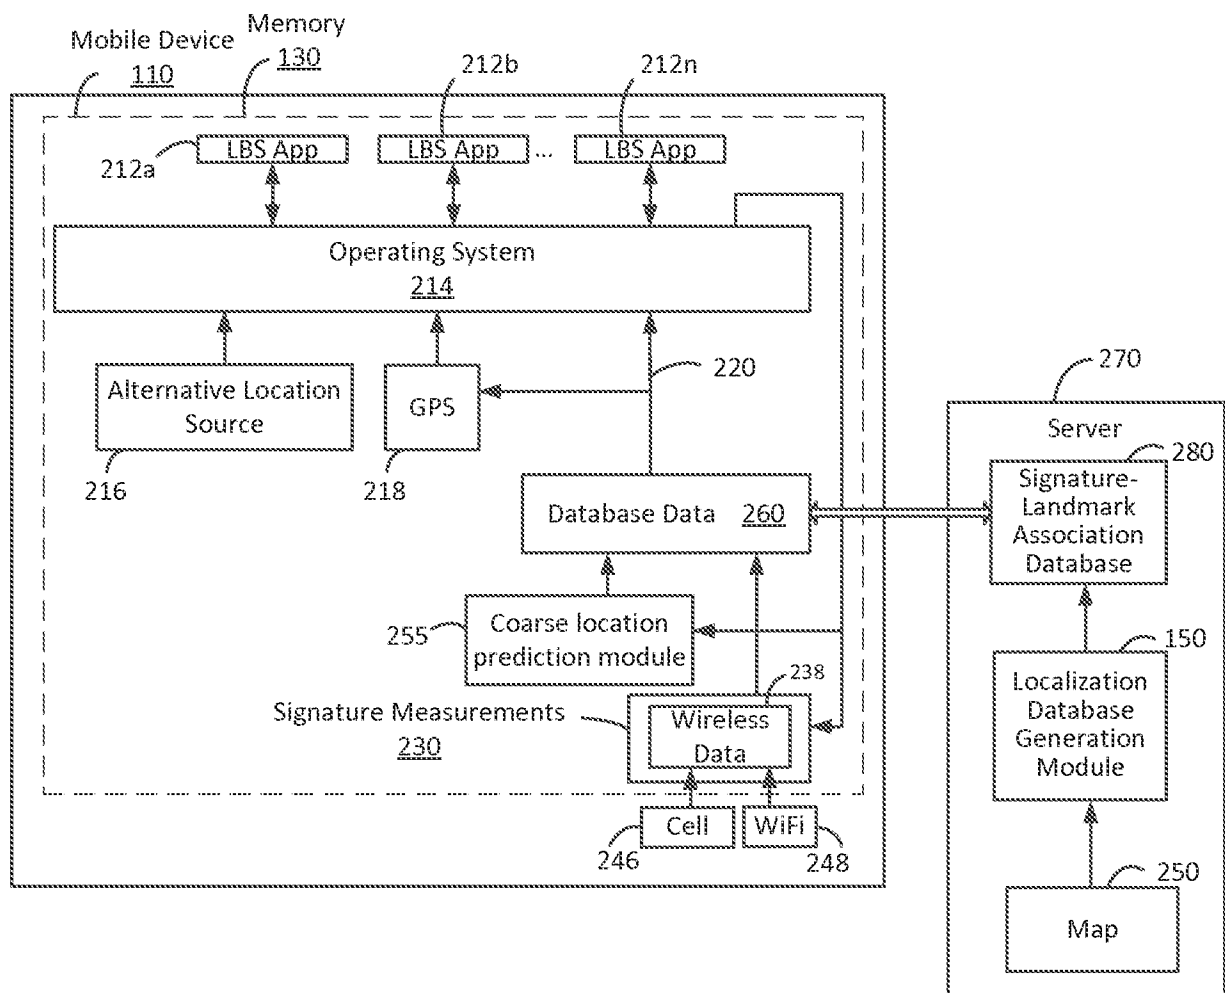 Memory
130
Mobile Device
110
212b
212n
LBS App
LBS App
...
LBS App
212a
Operating System
214
220
Alternative Location
Source
GPS
216
218
270
Server
280
Signature-
Landmark
Association
Database
Database Data 260
255
Coarse location
prediction module
150
Localization
Database
Generation
Module
238
Signature Measurements
230
Wireless
Data
Cell
WiFi
246
248
250
Map